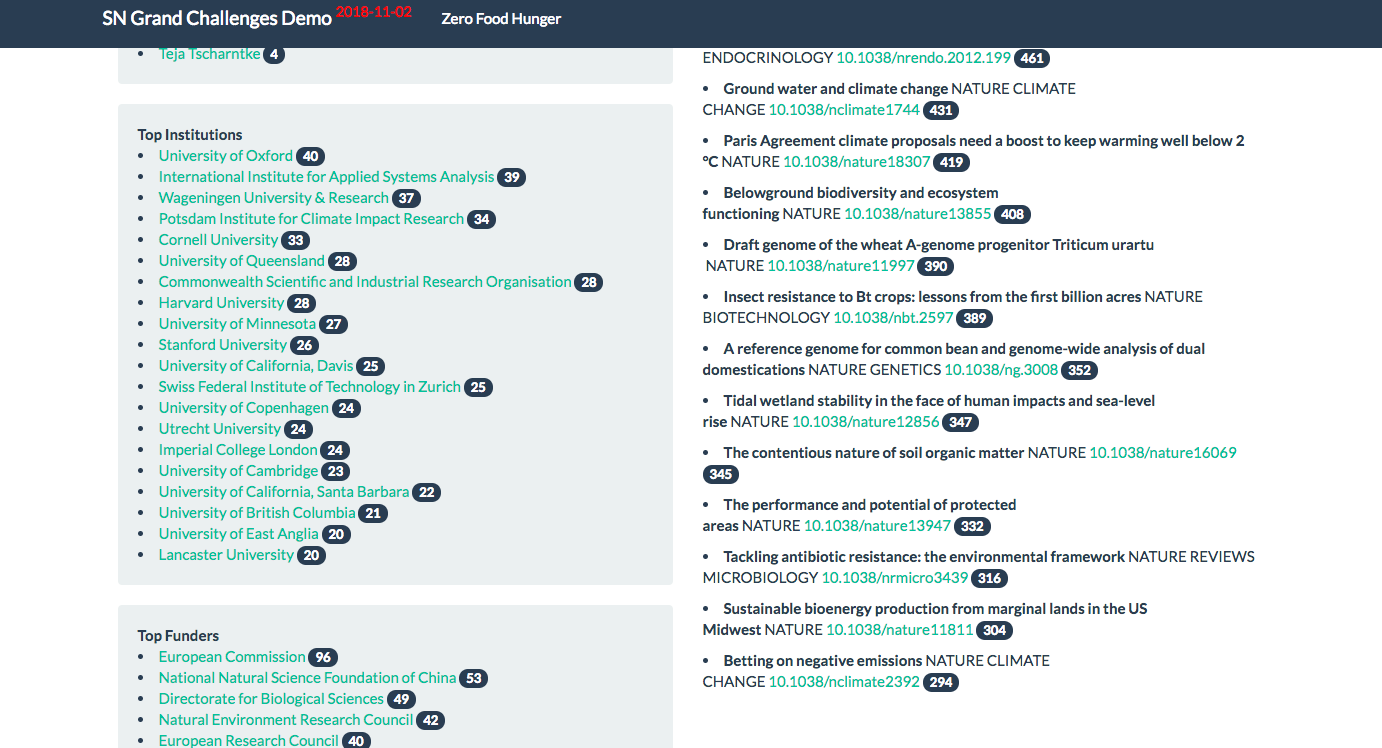 SN Grand Challenges Demo 2018-11-02 Zero Food Hunger
• Teja Tscharntke 4
Top Institutions
• University of Oxford 40
• International Institute for Applied Systems Analysis 39
• Wageningen University & Research 37
• Potsdam Institute for Climate Impact Research 34
• Cornell University 33
• University of Queensland 28
• Commonwealth Scientific and Industrial Research Organisation 28
• Harvard University 28
• University of Minnesota 27
• Stanford University 26
• University of California, Davis 25
• Swiss Federal Institute of Technology in Zurich 25
• University of Copenhagen 24
• Utrecht University 24
• Imperial College London 24
• University of Cambridge 23
• University of California, Santa Barbara 22
• University of British Columbia 21
• University of East Anglia 20
• Lancaster University 20
Top Funders
• European Commission 96
• National Natural Science Foundation of China 53
• Directorate for Biological Sciences 49
• Natural Environment Research Council 42
• European Research Council 40
ENDOCRINOLOGY 10.1038/nrendo.2012.199 461
• Ground water and climate change NATURE CLIMATE
CHANGE 10.1038/nclimate1744 431
• Paris Agreement climate proposals need a boost to keep warming well below 2
°C NATURE 10.1038/nature18307 419
• Belowground biodiversity and ecosystem
functioning NATURE 10.1038/nature13855 408
• Draft genome of the wheat A-genome progenitor Triticum urartu
NATURE 10.1038/nature11997 390
• Insect resistance to Bt crops: lessons from the first billion acres NATURE
BIOTECHNOLOGY 10.1038/nbt.2597 389
• A reference genome for common bean and genome-wide analysis of dual
domestications NATURE GENETICS 10.1038/ng.3008 352
• Tidal wetland stability in the face of human impacts and sea-level
rise NATURE 10.1038/nature12856 347
• The contentious nature of soil organic matter NATURE 10.1038/nature16069
345
• The performance and potential of protected
areas NATURE 10.1038/nature13947 332
• Tackling antibiotic resistance: the environmental framework NATURE REVIEWS
MICROBIOLOGY 10.1038/nrmicro3439 316
• Sustainable bioenergy production from marginal lands in the US
Midwest NATURE 10.1038/nature11811 304
• Betting on negative emissions NATURE CLIMATE
CHANGE 10.1038/nclimate2392 294